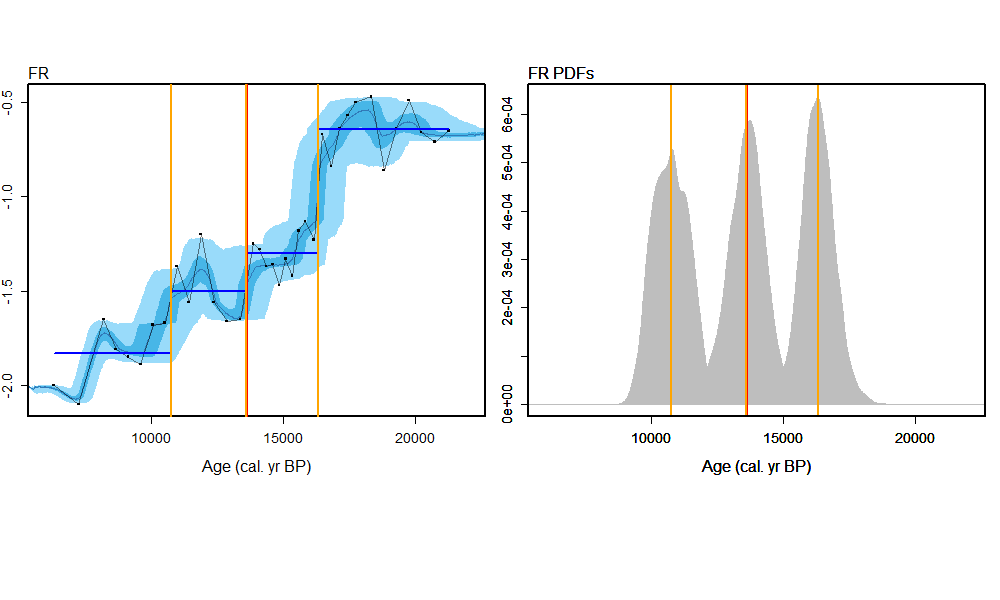 FR
-0.5
-1.0
-1.5
-2.0
10000 15000 20000
Age (cal. yr BP)
FR PDFs
6e-04
5e-04
4e-04
3e-04
2e-04
0e+00
10000 15000 20000
Age (cal. yr BP)